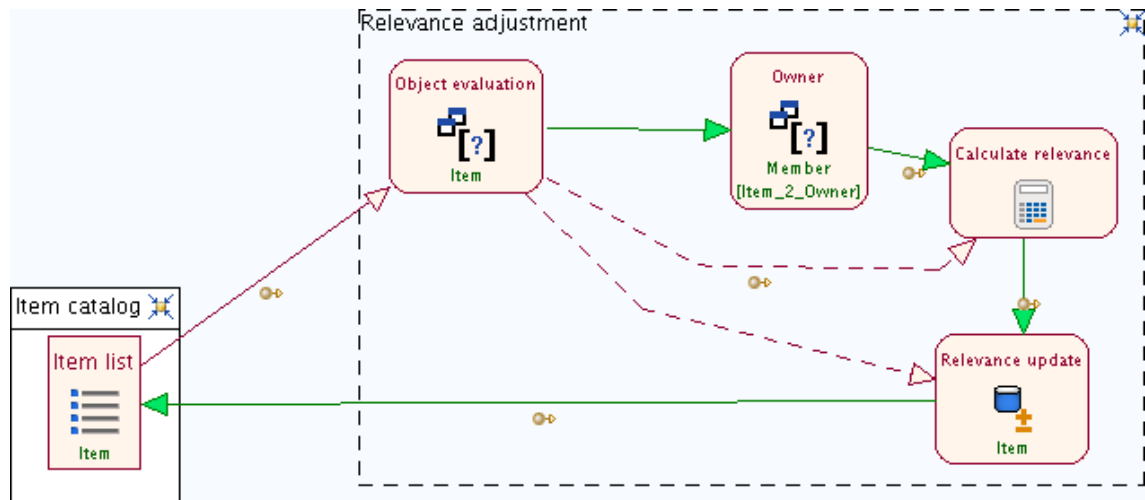 Relevance adjustment
Object evaluation
[?]
Item
Owner
[?]
Member
[Item_2_Owner]
Calculate relevance
Item catalog
Item list
Item
Relevance update
Item